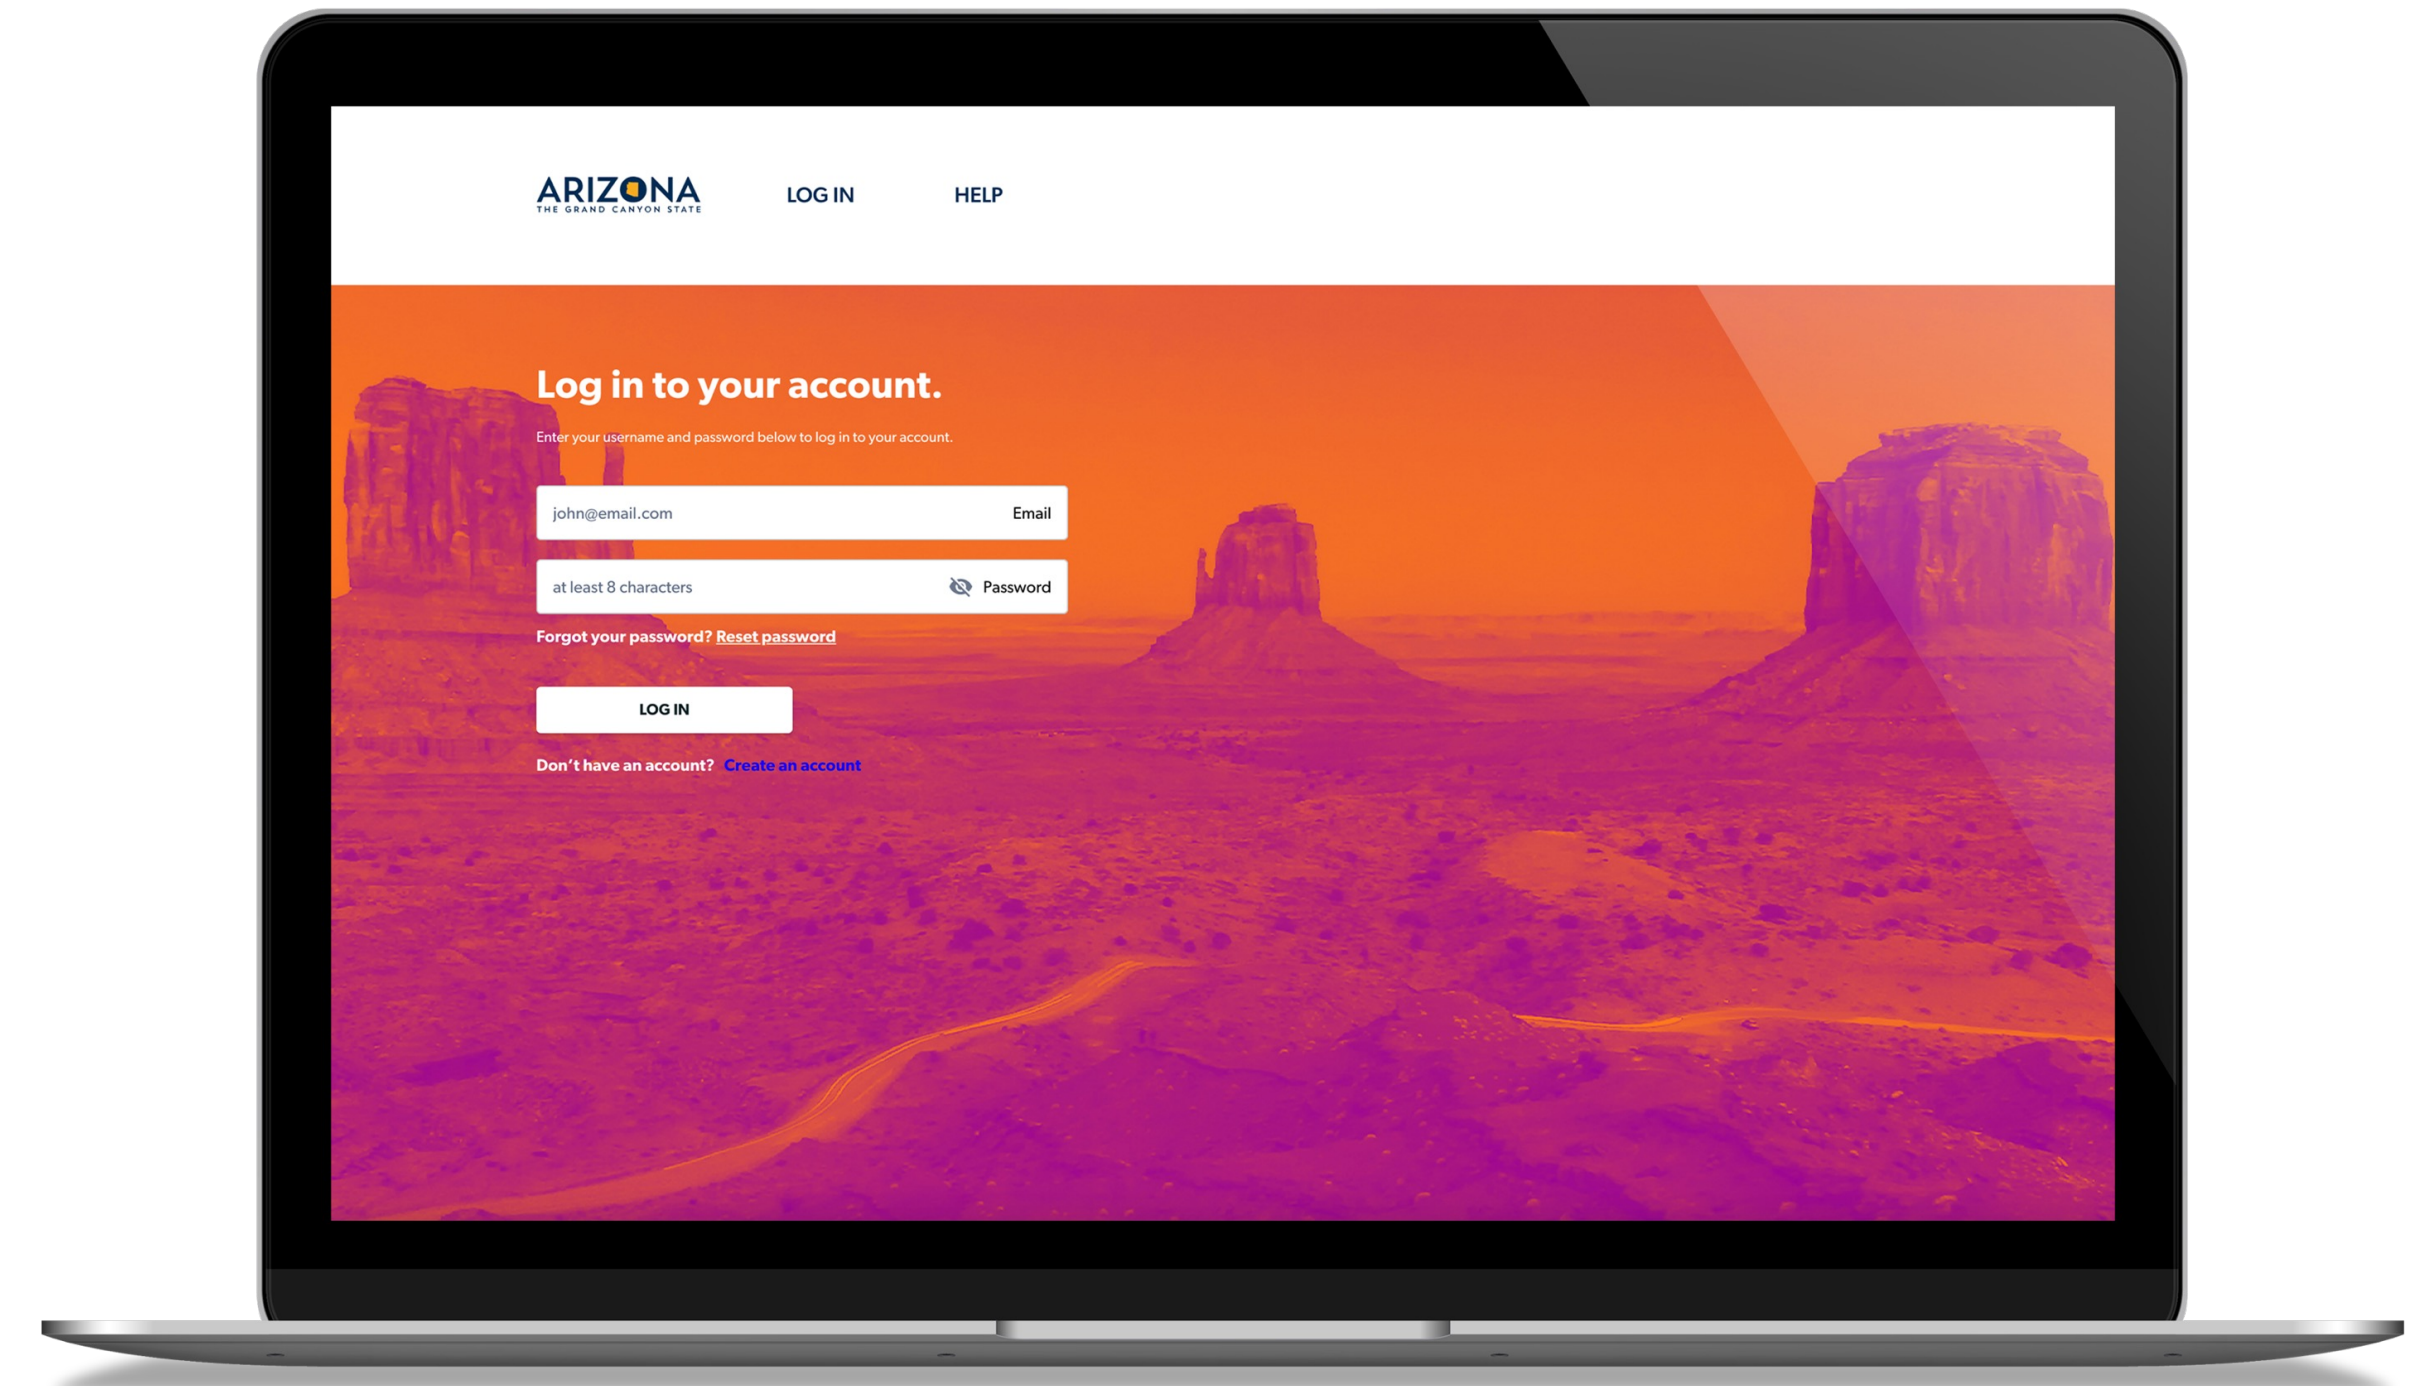 ARIZONA
THE GRAND CANYON STATE
LOG IN
HELP
Log in to your account.
Enter your username and password below to log in to your account.
john@email.com Email
at least 8 characters Password
Forgot your password? Reset password
LOG IN
Don't have an account? Create an account